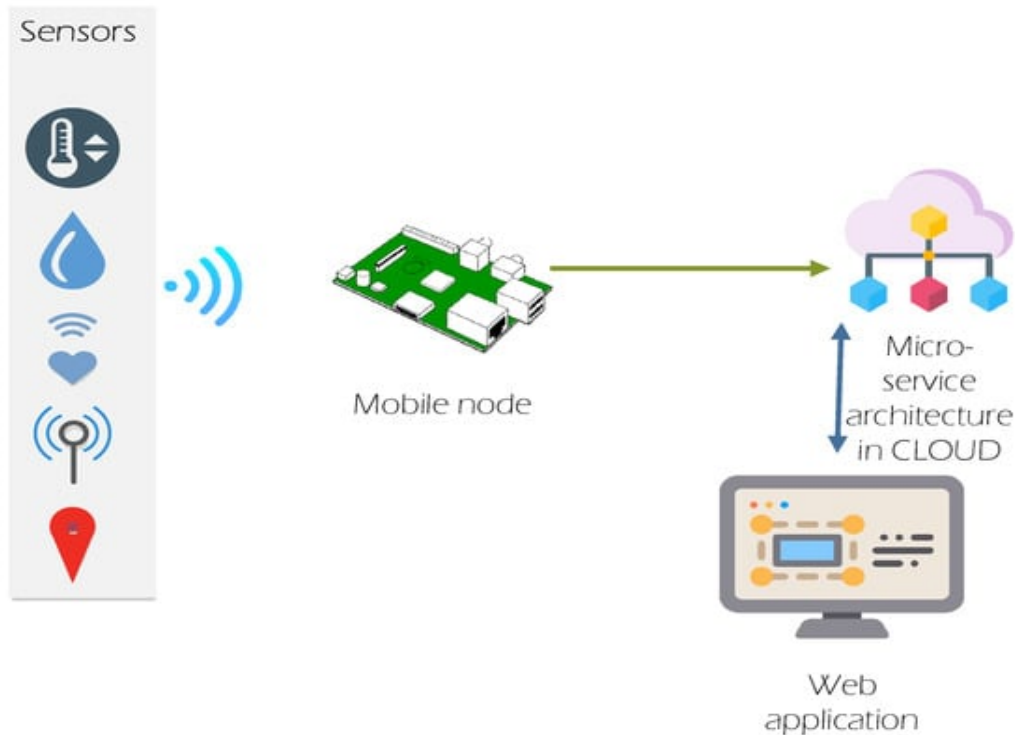 Sensors
Mobile node
Micro-
service
architecture
in CLOUD
Web
application